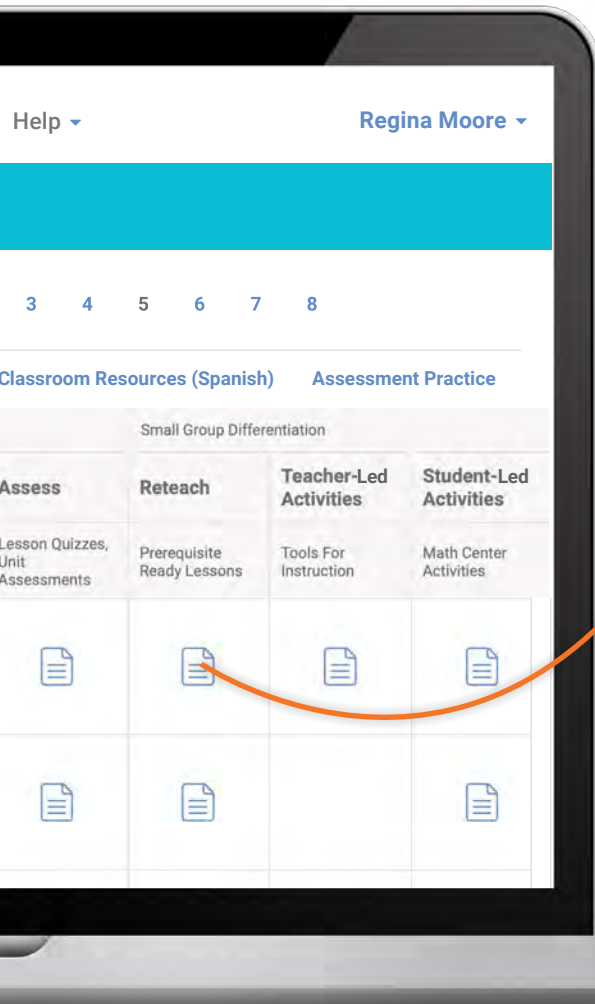 Help
Regina Moore
3 4 5 6 7 8
Classroom Resources (Spanish) Assessment Practice
Small Group Differentiation
Assess
Reteach
Teacher-Led
Activities
Student-Led
Activities
Lesson Quizzes,
Unit
Assessments
Prerequisite
Ready Lessons
Tools For
Instruction
Math Center
Activities